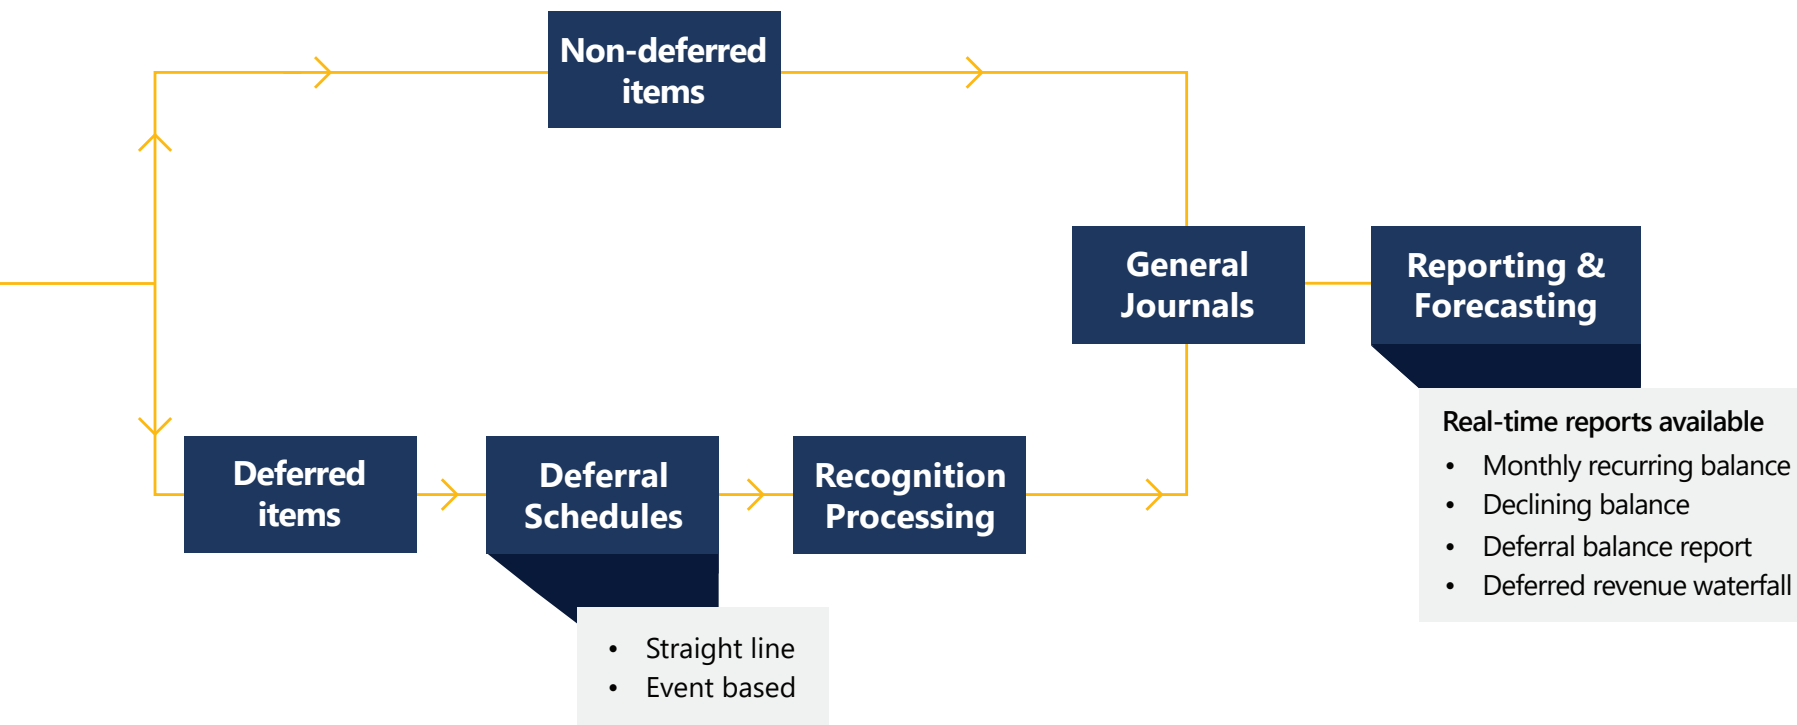 Non-deferred
items
General
Journals
Reporting &
Forecasting
Real-time reports available
• Monthly recurring balance
• Declining balance
• Deferral balance report
• Deferred revenue waterfall
Deferred
items
Deferral
Schedules
Recognition
Processing
• Straight line
• Event based